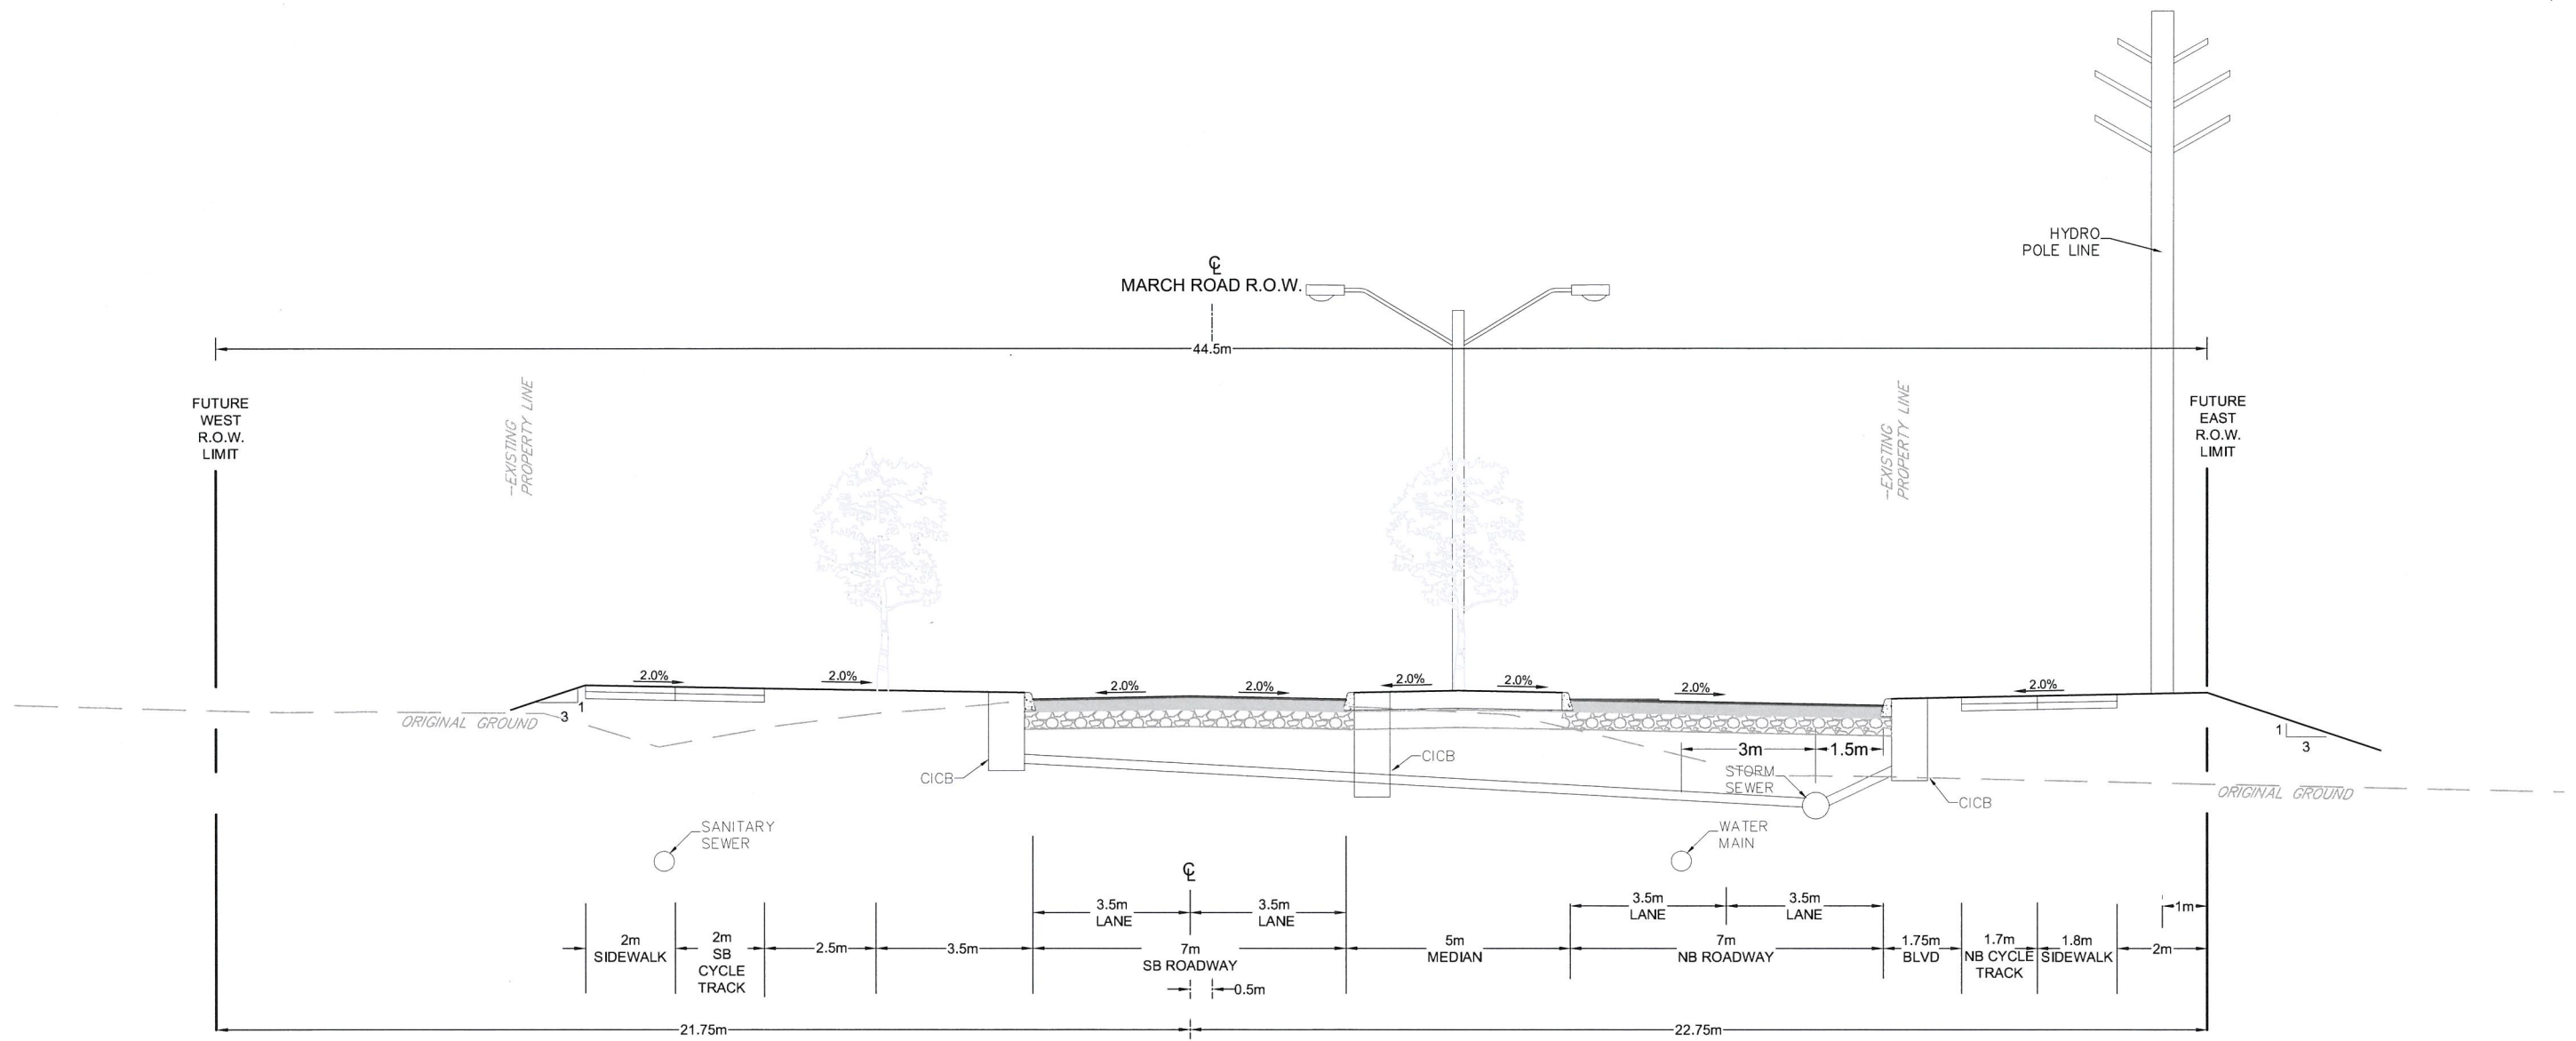 HYDRO
POLE LINE
℄
MARCH ROAD R.O.W.
44.5m
FUTURE
WEST
R.O.W.
LIMIT
EXISTING
PROPERTY LINE
EXISTING
PROPERTY LINE
FUTURE
EAST
R.O.W.
LIMIT
2.0%
2.0%
2.0%
2.0%
2.0%
2.0%
2.0%
2.0%
ORIGINAL GROUND
3
1
1
3
3m
1.5m
CICB
CICB
STORM
SEWER
CICB
ORIGINAL GROUND
SANITARY
SEWER
WATER
MAIN
℄
3.5m
LANE
3.5m
LANE
3.5m
LANE
3.5m
LANE
1m
2m
SIDEWALK
2m
SB
CYCLE
TRACK
2.5m
3.5m
7m
SB ROADWAY
5m
MEDIAN
7m
NB ROADWAY
1.75m
BLVD
1.7m
NB CYCLE
TRACK
1.8m
SIDEWALK
2m
0.5m
21.75m
22.75m